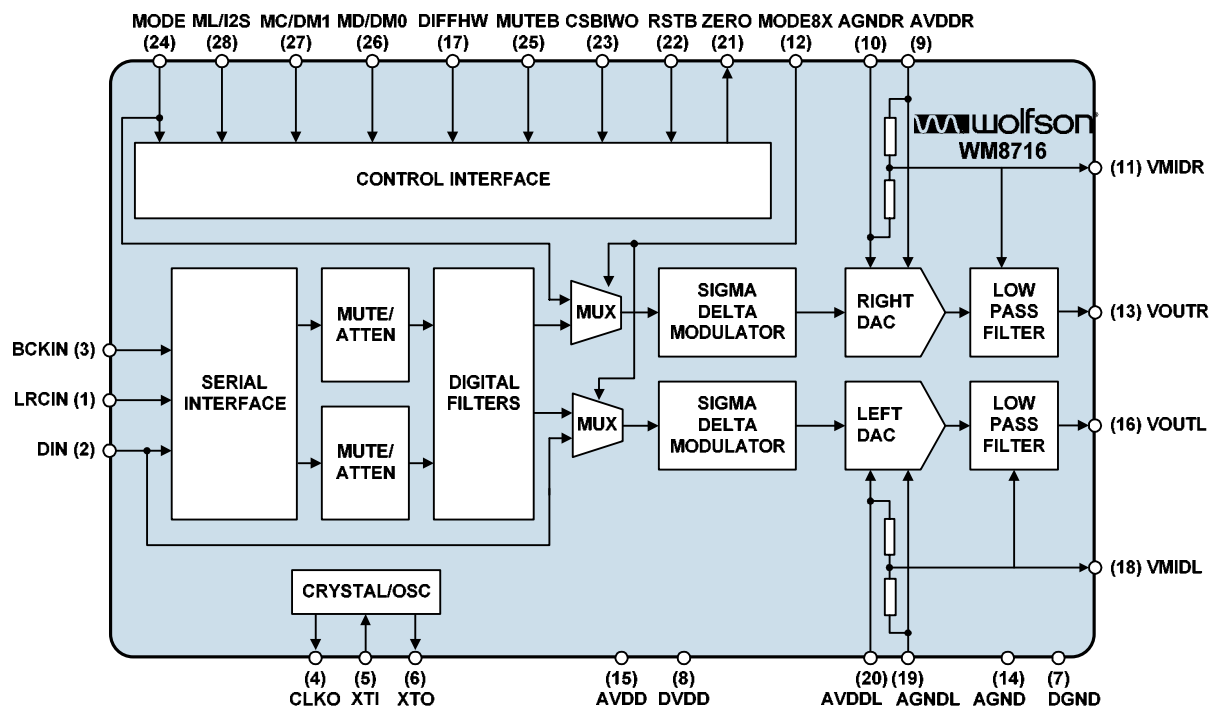 MODE ML/I2S MC/DM1 MD/DM0 DIFFHW MUTEB CSBIWO RSTB ZERO MODE8X AGNDR AVDDR
(24) (28) (27) (26) (17) (25) (23) (22) (21) (12) (10) (9)
wolfson
WM8716
CONTROL INTERFACE
(11) VMIDR
MUTE/
ATTEN
MUX
SIGMA
DELTA
MODULATOR
RIGHT
DAC
LOW
PASS
FILTER
(13) VOUTR
BCKIN (3)
LRCIN (1)
DIN (2)
SERIAL
INTERFACE
DIGITAL
FILTERS
MUTE/
ATTEN
MUX
SIGMA
DELTA
MODULATOR
LEFT
DAC
LOW
PASS
FILTER
(16) VOUTL
(18) VMIDL
CRYSTAL/OSC
(4) (5) (6) (15) (8) (20) (19) (14) (7)
CLKO XTI XTO AVDD DVDD AVDDL AGNDL AGND DGND